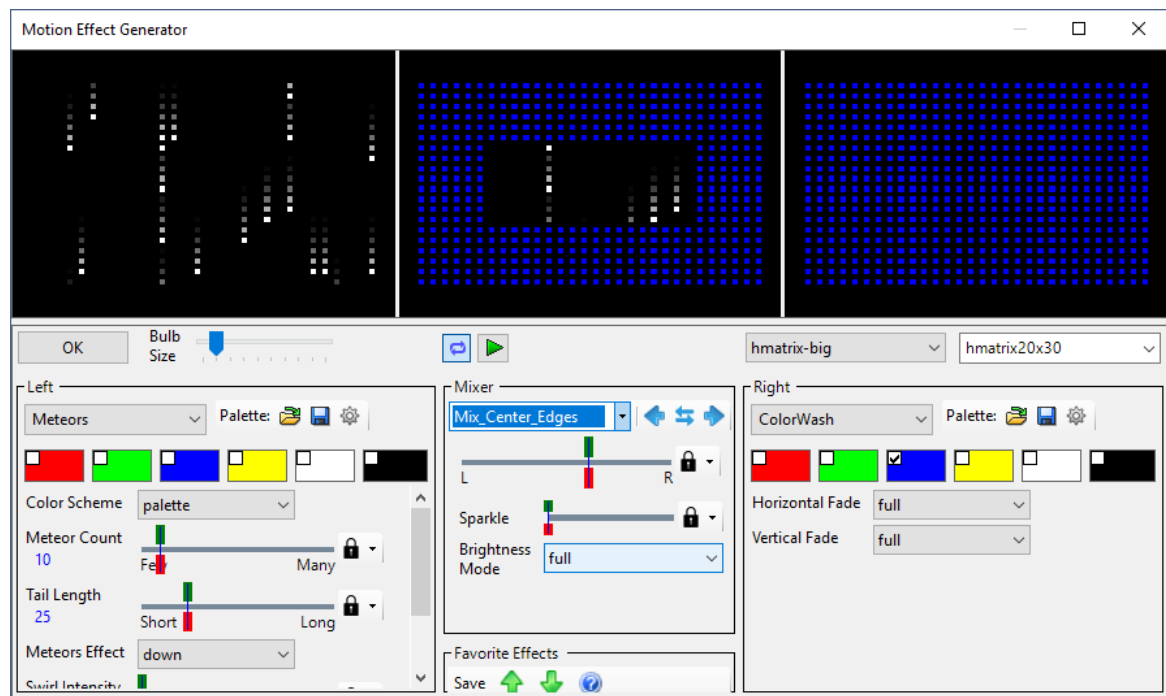 Motion Effect Generator
OK
Bulb Size
hmatrix-big
hmatrix20x30
Left
Meteors
Palette:
Color Scheme
palette
Meteor Count
10
Few
Many
Tail Length
25
Short
Long
Meteors Effect
down
Swirl Intensity
Mixer
Mix_Center_Edges
L
R
Sparkle
Brightness Mode
full
Favorite Effects
Save
Right
ColorWash
Palette:
Horizontal Fade
full
Vertical Fade
full